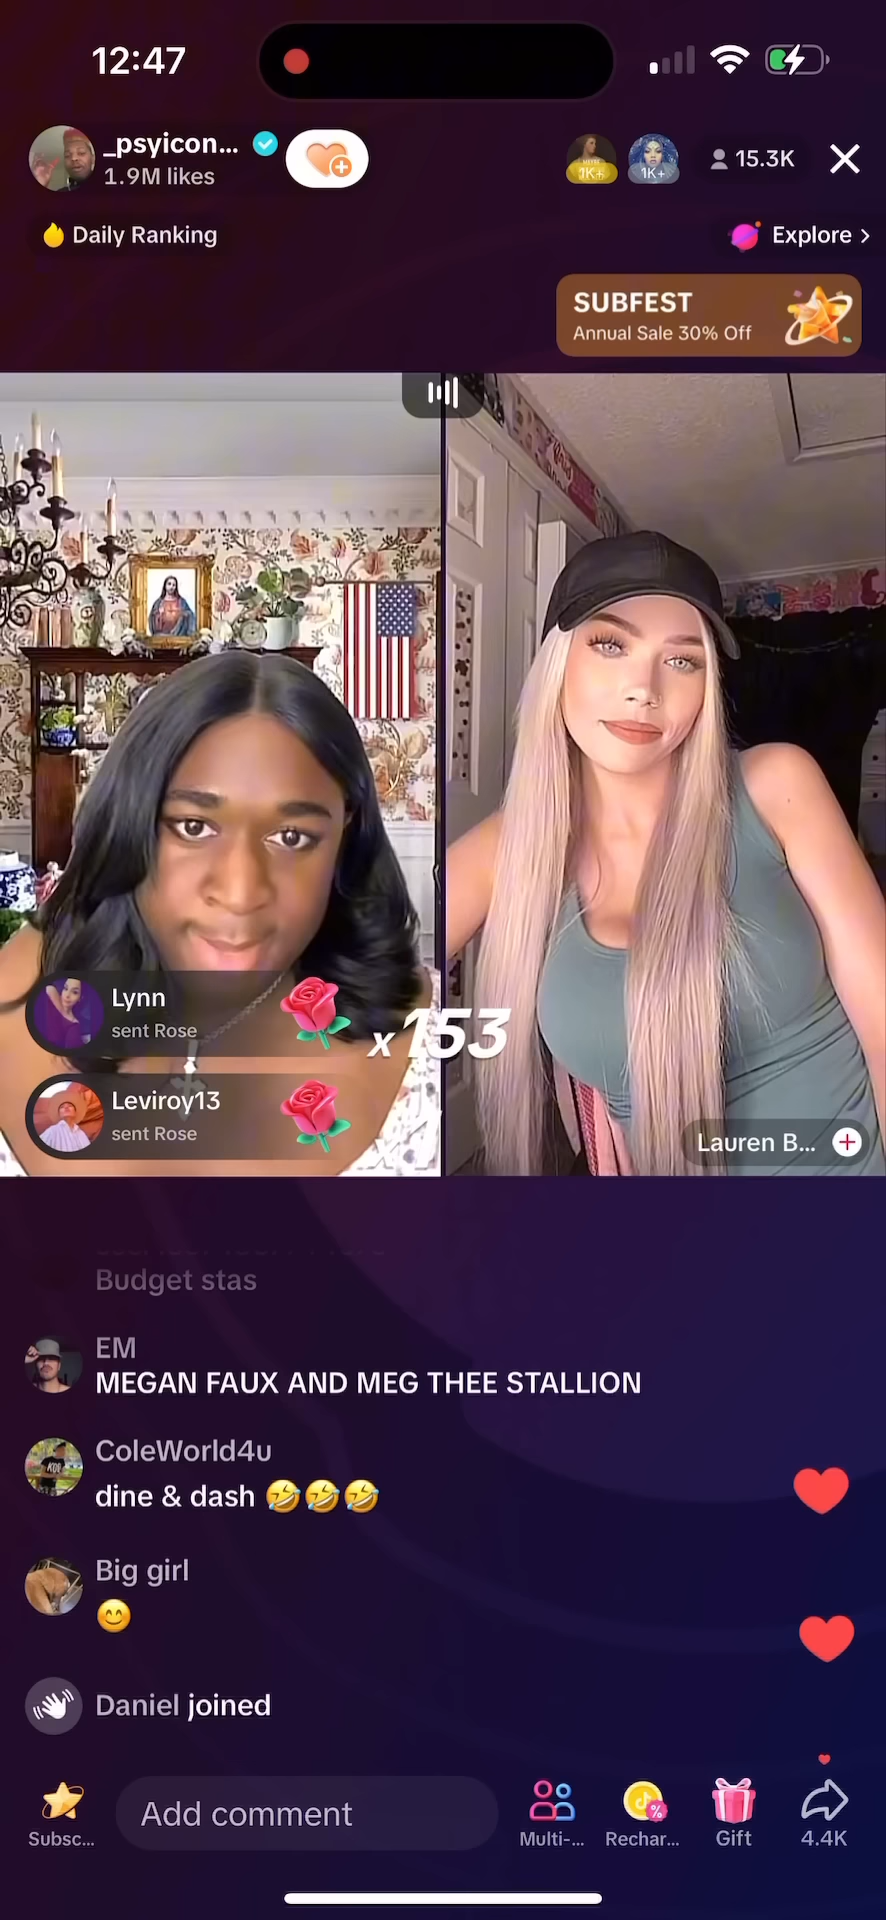 12:47
_psyicon...
1.9M likes
1K+
1K+
15.3K
Daily Ranking
Explore >
SUBFEST
Annual Sale 30% Off
Lynn
sent Rose
x153
Leviroy13
sent Rose
Lauren B...
Budget stas
EM
MEGAN FAUX AND MEG THEE STALLION
ColeWorld4u
dine & dash 🤣🤣🤣
Big girl
😊
Daniel joined
Subsc...
Add comment
Multi-...
Rechar...
Gift
4.4K